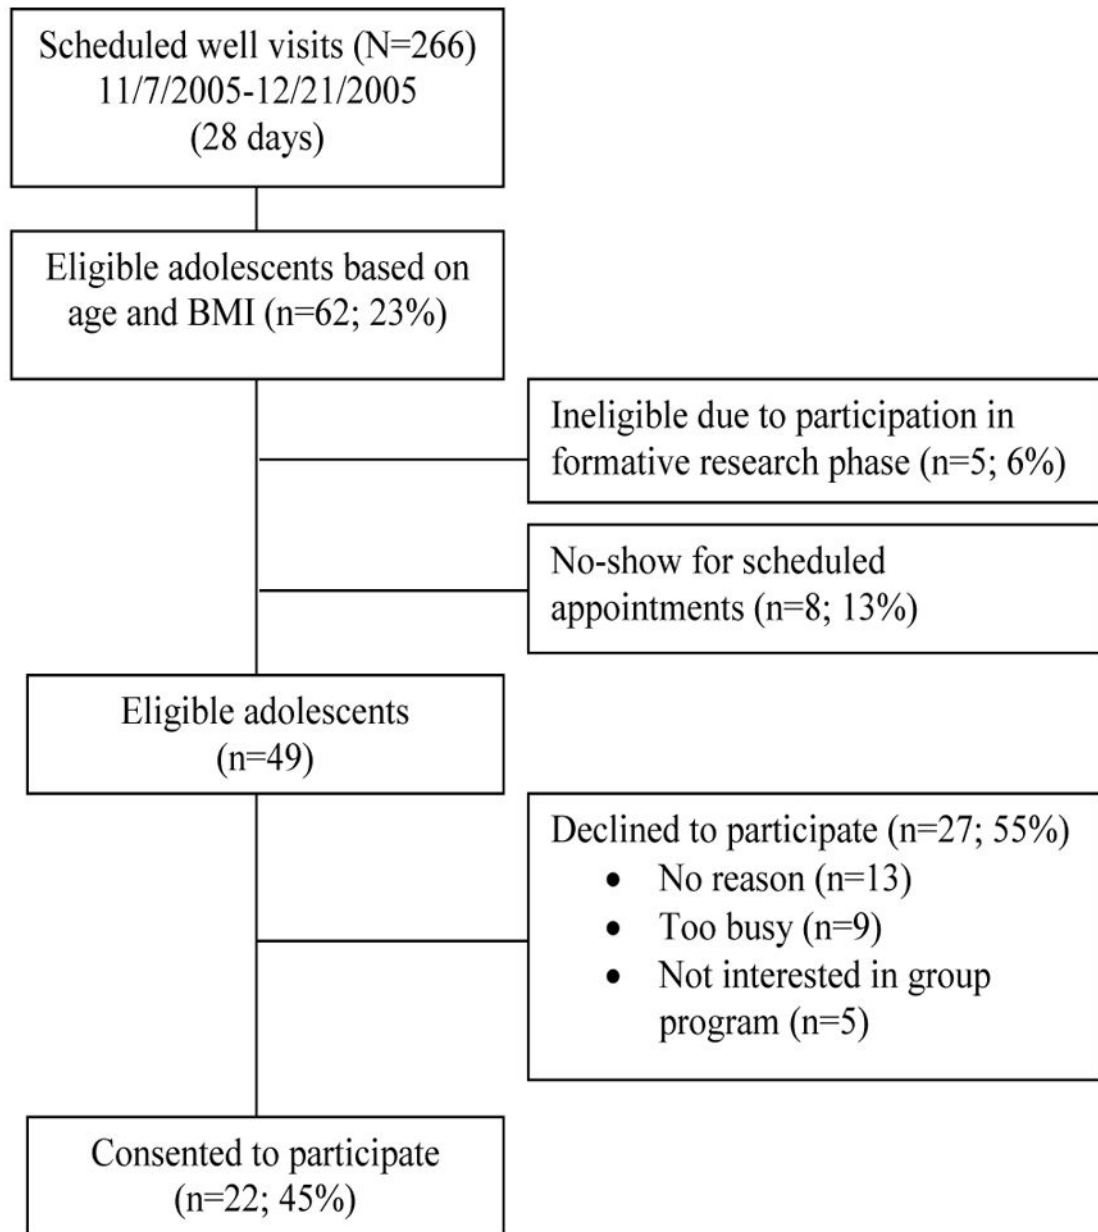 Scheduled well visits (N=266)
11/7/2005-12/21/2005
(28 days)
Eligible adolescents based on
age and BMI (n=62; 23%)
Ineligible due to participation in
formative research phase (n=5; 6%)
No-show for scheduled
appointments (n=8; 13%)
Eligible adolescents
(n=49)
Declined to participate (n=27; 55%)
• No reason (n=13)
• Too busy (n=9)
• Not interested in group
program (n=5)
Consented to participate
(n=22; 45%)